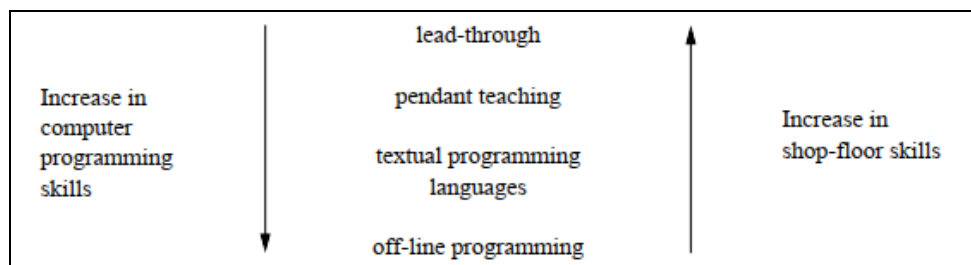 lead-through
pendant teaching
textual programming
languages
off-line programming
Increase in
computer
programming
skills
Increase in
shop-floor skills